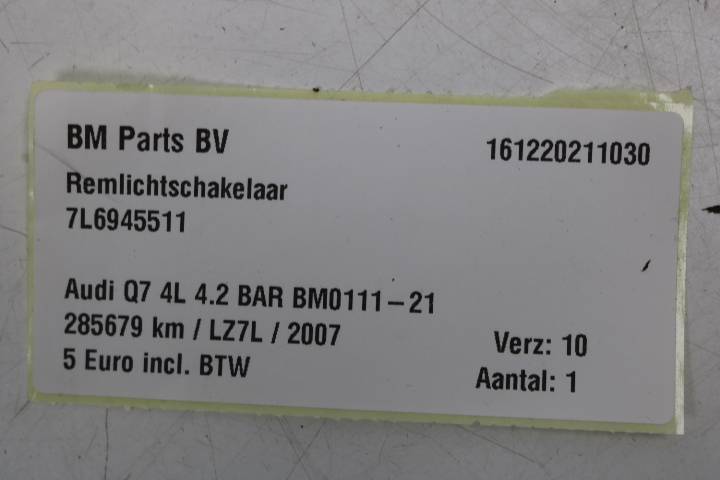 BM Parts BV 161220211030
Remlichtschakelaar
7L6945511
Audi Q7 4L 4.2 BAR BM0111-21
285679 km / LZ7L / 2007 Verz: 10
5 Euro incl. BTW Aantal: 1